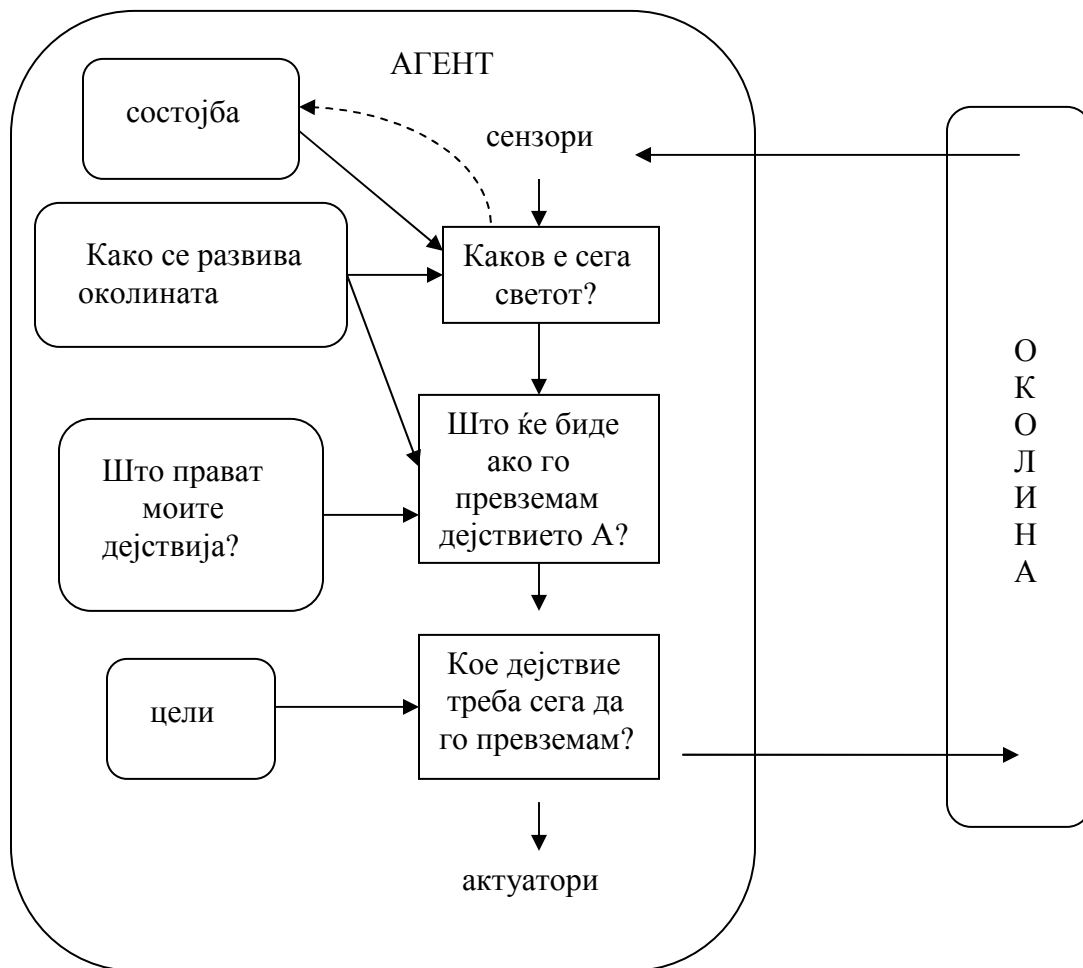 АГЕНТ
состојба
сензори
Како се развива
околината
Каков е сега
светот?
Што прават
моите
дејствија?
Што ќе биде
ако го
превземам
дејствието А?
цели
Кое дејствие
треба сега да
го превземам?
актуатори
О
К
О
Л
И
Н
А